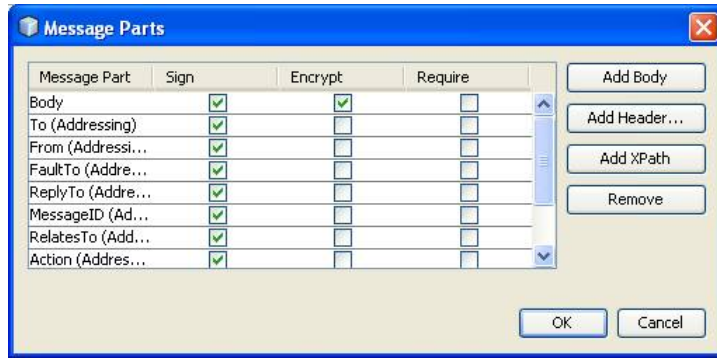 Message Parts
Message Part Sign Encrypt Require
Body
To (Addressing)
From (Addressi...
FaultTo (Addre...
ReplyTo (Addre...
MessageID (Ad...
RelatesTo (Add...
Action (Addres...
Add Body
Add Header...
Add XPath
Remove
OK Cancel